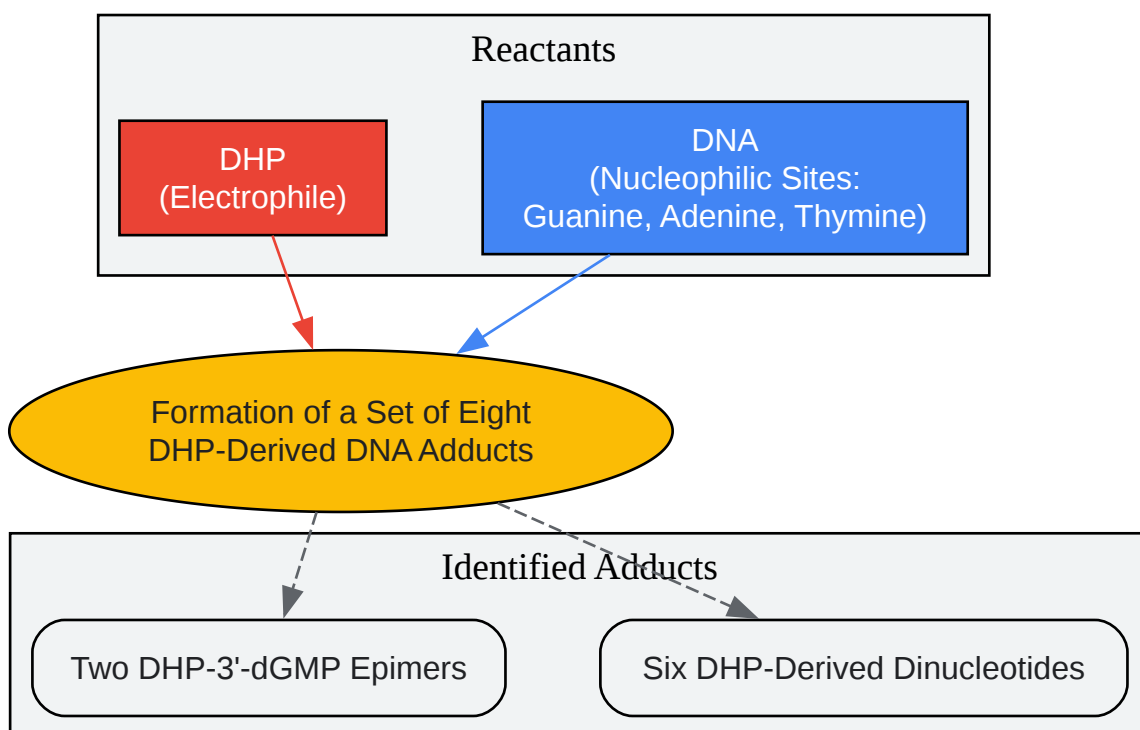 Reactants
DHP
(Electrophile)
DNA
(Nucleophilic Sites:
Guanine, Adenine, Thymine)
Formation of a Set of Eight
DHP-Derived DNA Adducts
Identified Adducts
Two DHP-3'-dGMP Epimers
Six DHP-Derived Dinucleotides